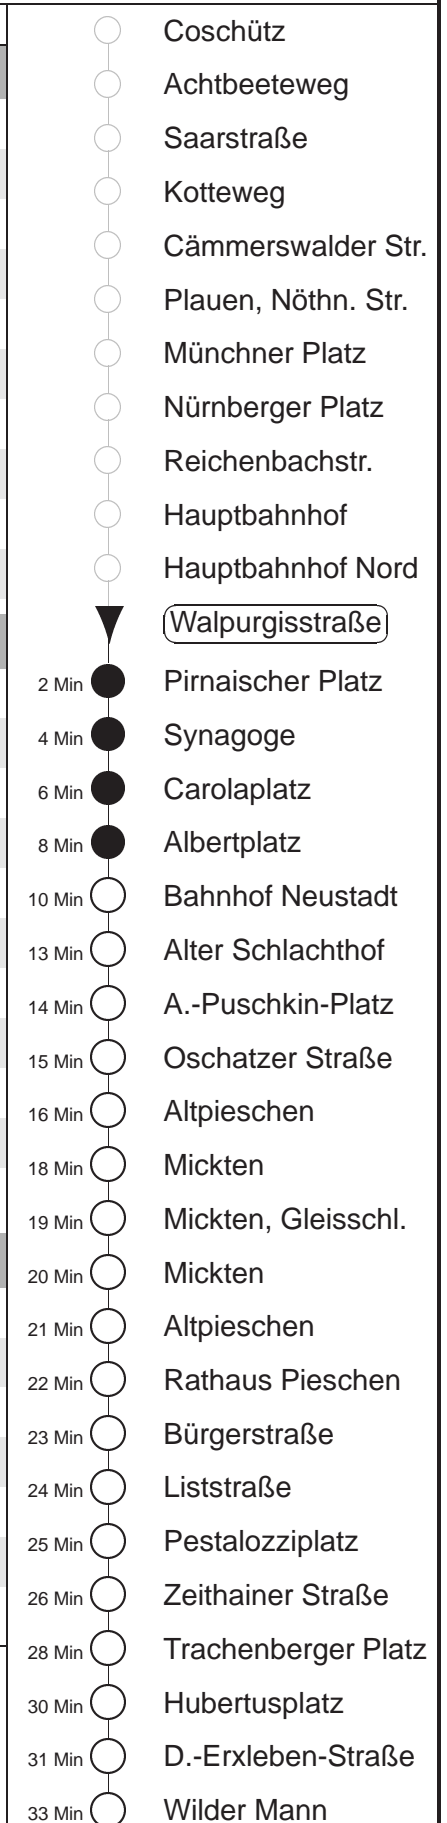 Coschütz
Achtbeeteweg
Saarstraße
Kotteweg
Cämmerswalder Str.
Plauen, Nöthn. Str.
Münchner Platz
Nürnberger Platz
Reichenbachstr.
Hauptbahnhof
Hauptbahnhof Nord
Walpurgisstraße
2 Min Pirnaischer Platz
4 Min Synagoge
6 Min Carolaplatz
8 Min Albertplatz
10 Min Bahnhof Neustadt
13 Min Alter Schlachthof
14 Min A.-Puschkin-Platz
15 Min Oschatzer Straße
16 Min Altpieschen
18 Min Mickten
19 Min Mickten, Gleisschl.
20 Min Mickten
21 Min Altpieschen
22 Min Rathaus Pieschen
23 Min Bürgerstraße
24 Min Liststraße
25 Min Pestalozziplatz
26 Min Zeithainer Straße
28 Min Trachenberger Platz
30 Min Hubertusplatz
31 Min D.-Erxleben-Straße
33 Min Wilder Mann